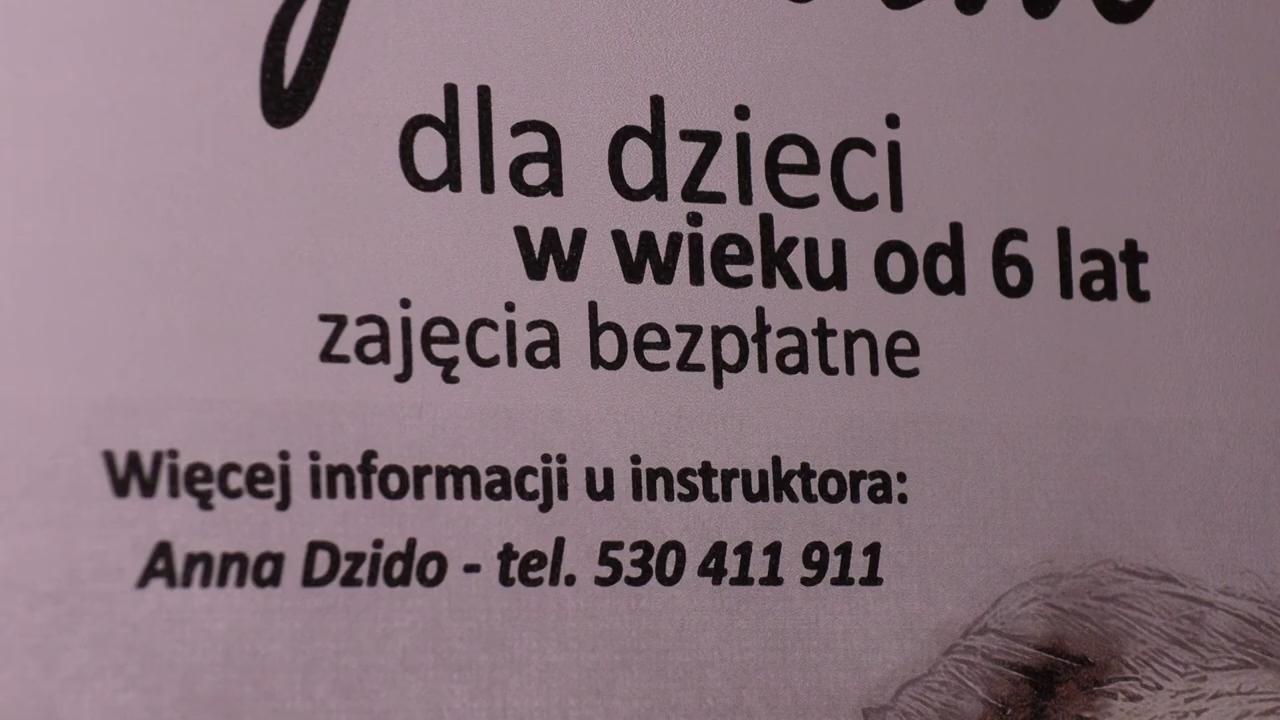 dla dzieci
w wieku od 6 lat
zajęcia bezpłatne
Więcej informacji u instruktora:
Anna Dzido - tel. 530 411 911